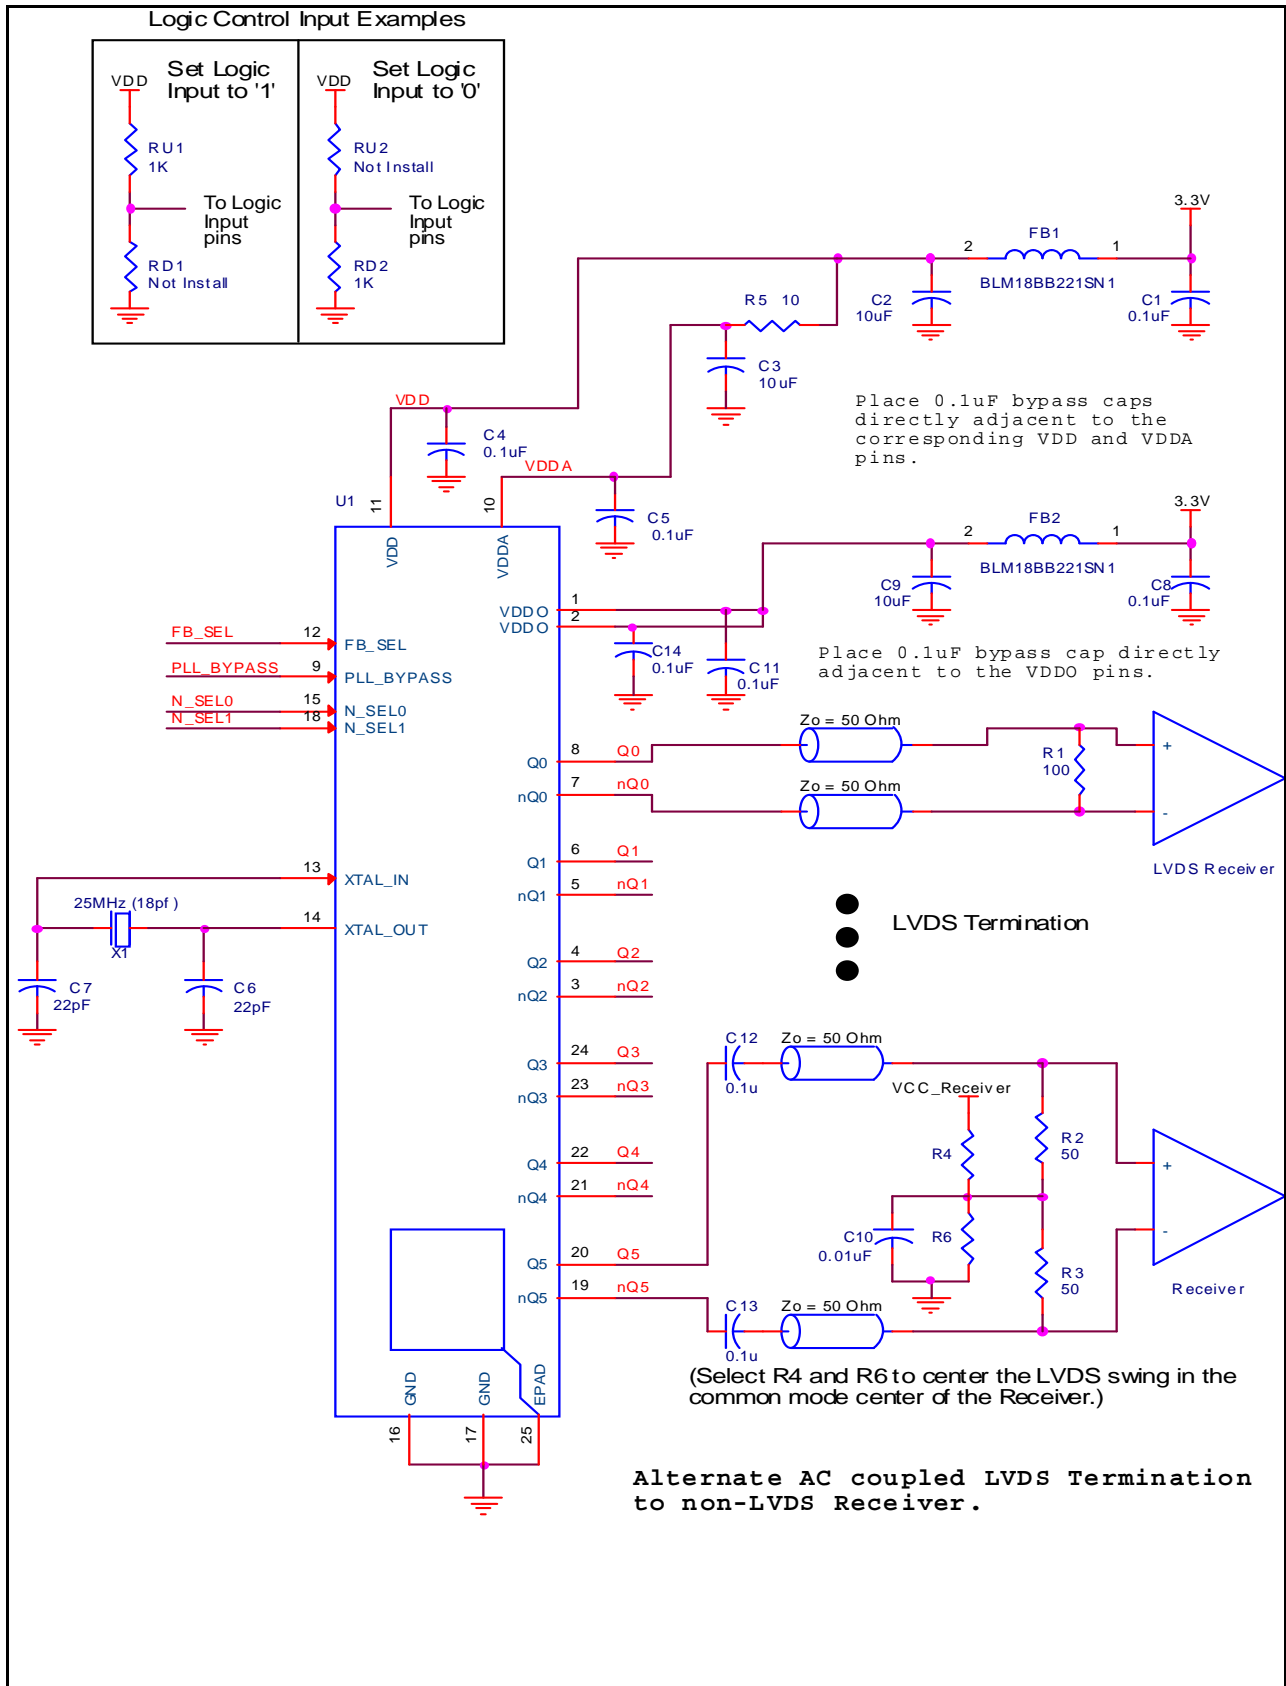 Logic Control Input Examples
Set Logic
Input to '1'
VDD
RU1
1K
To Logic
Input
pins
RD1
Not Install
Set Logic
Input to '0'
VDD
RU2
Not Install
To Logic
Input
pins
RD2
1K
3.3V
FB1
2
1
BLM18BB221SN1
C2
10uF
C1
0.1uF
R5 10
C3
10uF
Place 0.1uF bypass caps
directly adjacent to the
corresponding VDD and VDDA
pins.
VDD
C4
0.1uF
VDDA
C5
0.1uF
U1
11
VDD
10
VDDA
3.3V
FB2
2
1
BLM18BB221SN1
C9
10uF
C8
0.1uF
VDDO
1
VDDO
2
C14
0.1uF
C11
0.1uF
Place 0.1uF bypass cap directly
adjacent to the VDDO pins.
FB_SEL
12
FB_SEL
PLL_BYPASS
9
PLL_BYPASS
N_SEL0
15
N_SEL0
N_SEL1
18
N_SEL1
Q0
8
Q0
nQ0
7
nQ0
Zo = 50 Ohm
Zo = 50 Ohm
R1
100
+
-
LVDS Receiver
Q1
6
Q1
nQ1
5
nQ1
13
XTAL_IN
25MHz (18pf)
X1
14
XTAL_OUT
C7
22pF
C6
22pF
LVDS Termination
Q2
4
Q2
nQ2
3
nQ2
Q3
24
Q3
nQ3
23
nQ3
Q4
22
Q4
nQ4
21
nQ4
Q5
20
Q5
nQ5
19
nQ5
C12
0.1u
Zo = 50 Ohm
VCC_Receiver
R4
R2
50
C10
0.01uF
R6
R3
50
+
-
Receiver
C13
0.1u
Zo = 50 Ohm
(Select R4 and R6 to center the LVDS swing in the
common mode center of the Receiver.)
GND
GND
EPAD
16
17
25
Alternate AC coupled LVDS Termination
to non-LVDS Receiver.